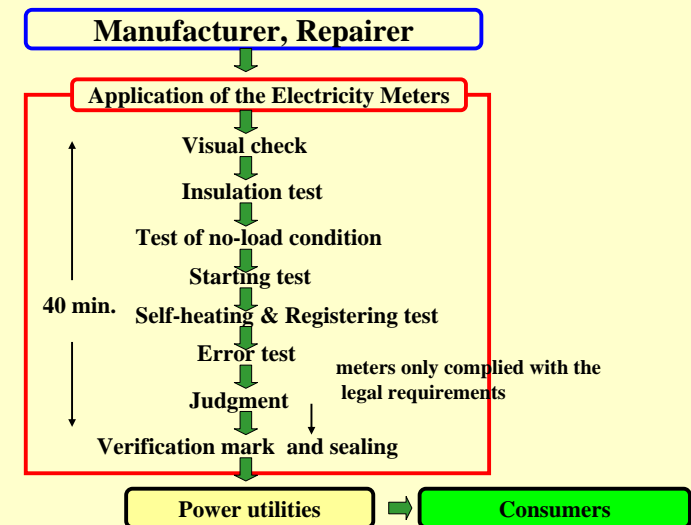 Manufacturer, Repairer
Application of the Electricity Meters
Visual check
Insulation test
Test of no-load condition
Starting test
40 min.
Self-heating & Registering test
Error test
meters only complied with the
legal requirements
Judgment
Verification mark and sealing
Power utilities
Consumers